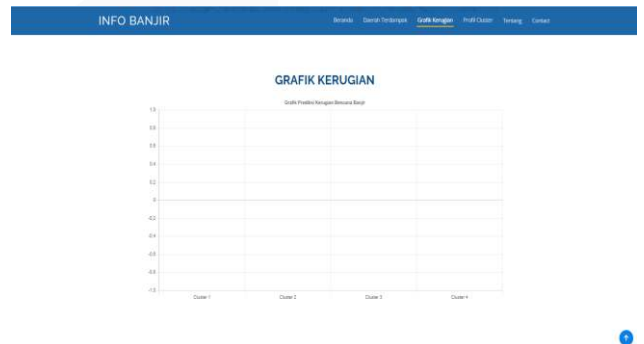 INFO BANJIR
Beranda Daerah Terdampak Grafik Kerugian Profil Cluster Tentang Contact
GRAFIK KERUGIAN
Grafik Prediksi Kerugian Bencana Banjir
1.0
0.8
0.6
0.4
0.2
0
-0.2
-0.4
-0.6
-0.8
-1.0
Cluster 1 Cluster 2 Cluster 3 Cluster 4